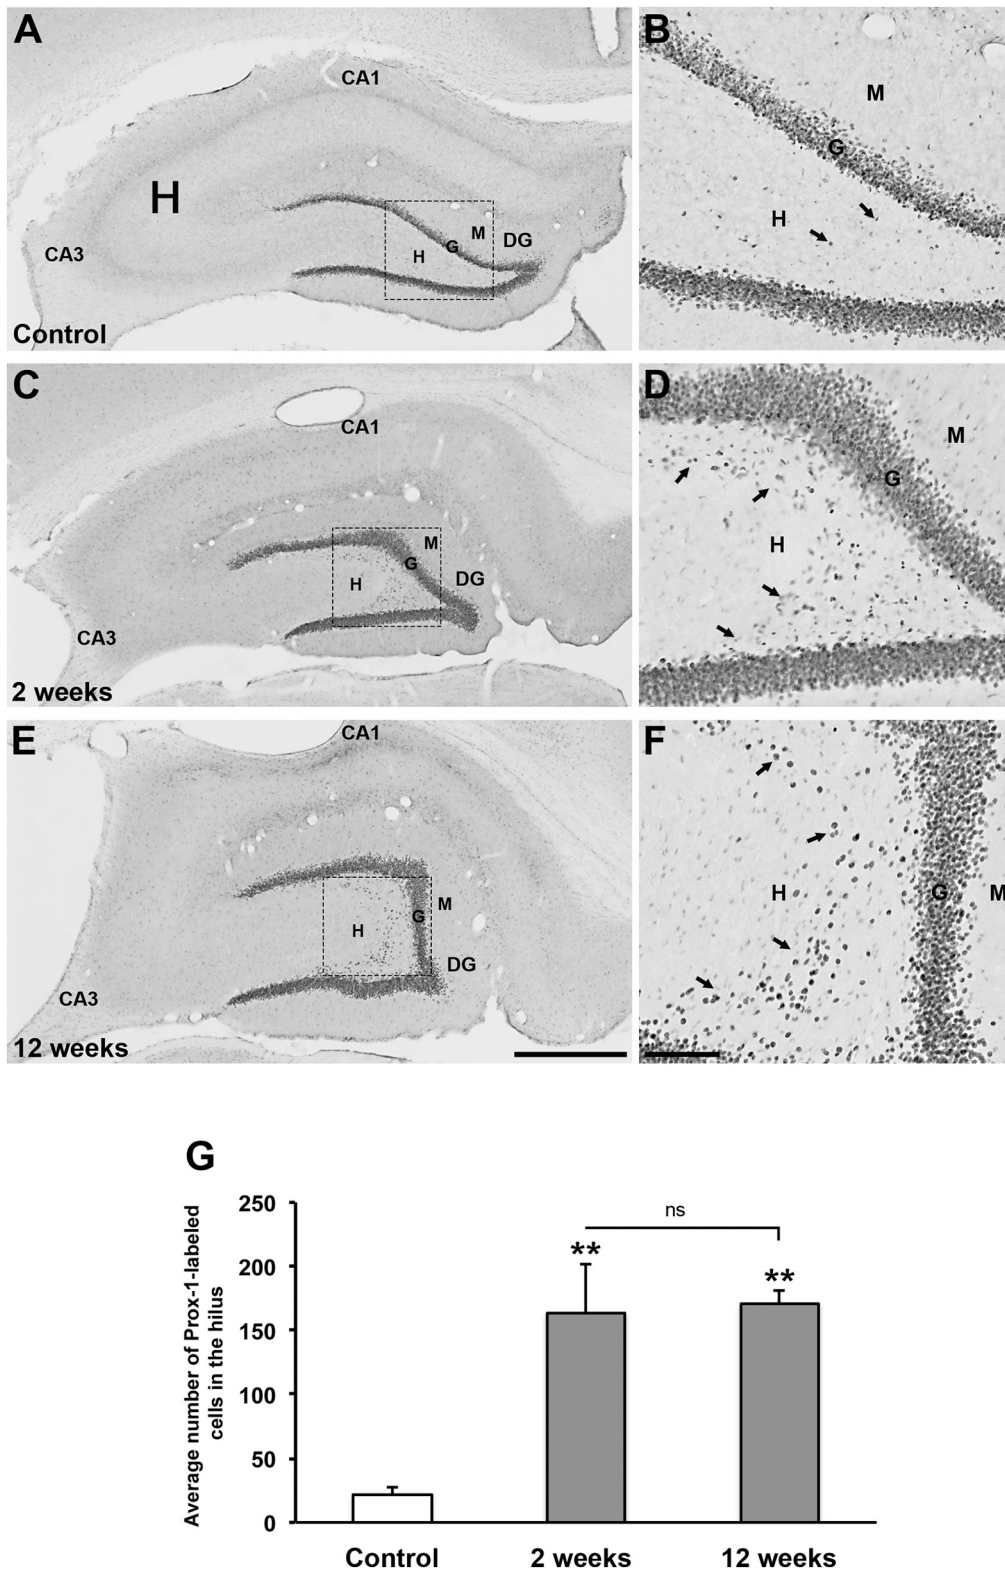 A
CA1
H
M
G
DG
H
CA3
Control
B
M
G
H
C
CA1
M
G
H
DG
CA3
2 weeks
D
M
G
H
E
CA1
M
G
H
DG
CA3
12 weeks
F
H
G
M
G
Average number of Prox-1-labeled
cells in the hilus
250
200
150
100
50
0
ns
**
**
Control
2 weeks
12 weeks